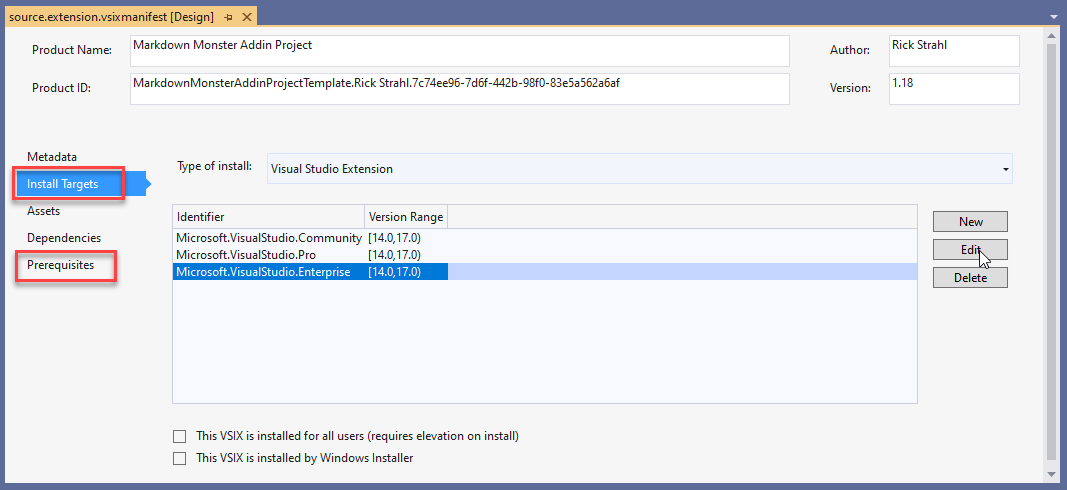 source.extension.vsixmanifest [Design]
Product Name: Markdown Monster Addin Project Author: Rick Strahl
Product ID: MarkdownMonsterAddinProjectTemplate.Rick Strahl.7c74ee96-7d6f-442b-98f0-83e5a562a6af Version: 1.18
Metadata
Install Targets
Assets
Dependencies
Prerequisites
Type of install: Visual Studio Extension
Identifier Version Range
Microsoft.VisualStudio.Community [14.0,17.0)
Microsoft.VisualStudio.Pro [14.0,17.0)
Microsoft.VisualStudio.Enterprise [14.0,17.0)
New
Edit
Delete
This VSIX is installed for all users (requires elevation on install)
This VSIX is installed by Windows Installer